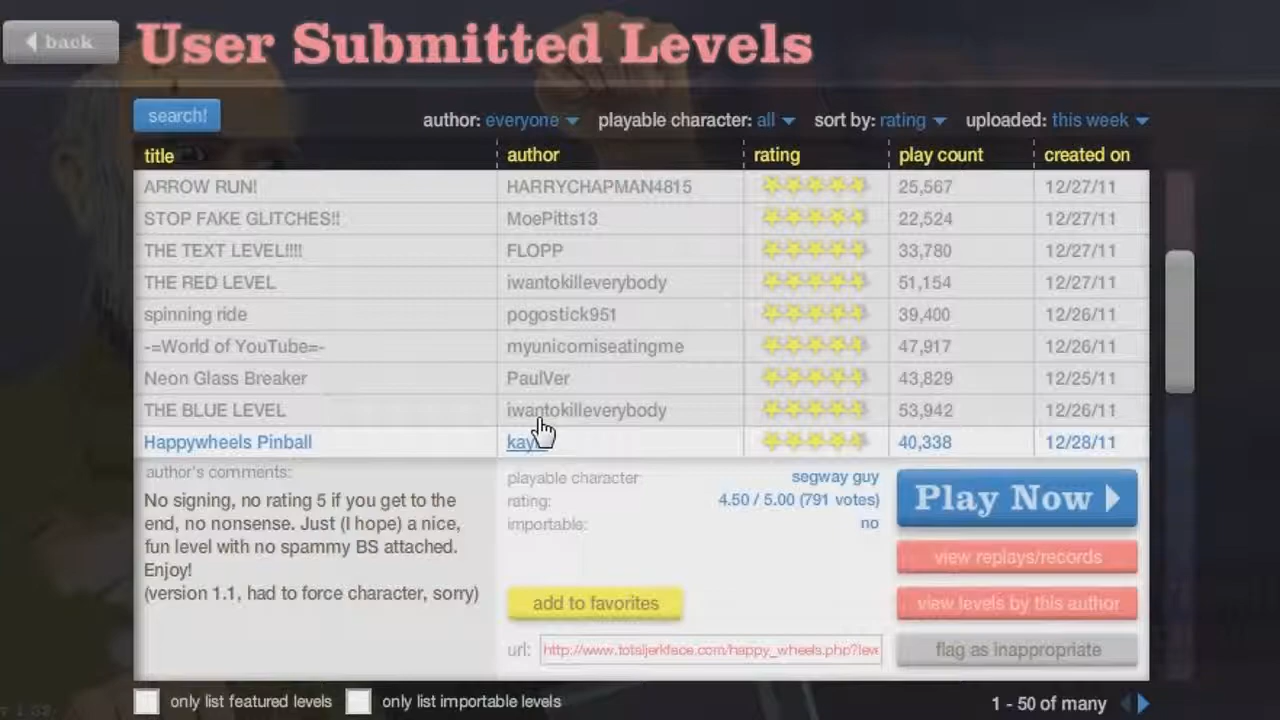 back
User Submitted Levels
search!
author: everyone playable character: all sort by: rating uploaded: this week
title author rating play count created on
ARROW RUN! HARRYCHAPMAN4815 25,567 12/27/11
STOP FAKE GLITCHES!! MoePitts13 22,524 12/27/11
THE TEXT LEVEL!!!! FLOPP 33,780 12/27/11
THE RED LEVEL iwantokilleverybody 51,154 12/27/11
spinning ride pogostick951 39,400 12/26/11
-=World of YouTube=- myunicorniseatingme 47,917 12/26/11
Neon Glass Breaker PaulVer 43,829 12/25/11
THE BLUE LEVEL iwantokilleverybody 53,942 12/26/11
Happywheels Pinball 40,338 12/28/11
author's comments:
No signing, no rating 5 if you get to the
end, no nonsense. Just (I hope) a nice,
fun level with no spammy BS attached.
Enjoy!
(version 1.1, had to force character, sorry)
playable character: segway guy
rating: 4.50 / 5.00 (791 votes)
importable: no
add to favorites
url: http://www.totaljerkface.com/happy_wheels.php?leve
Play Now
view replays/records
view levels by this author
flag as inappropriate
only list featured levels only list importable levels
1 - 50 of many